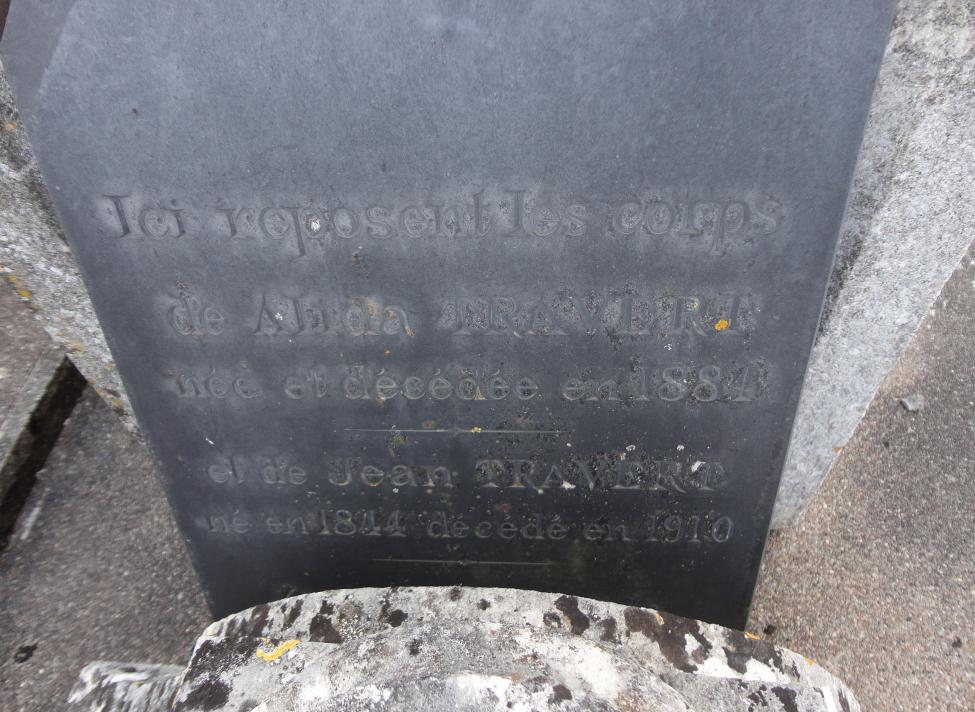 Ici reposent les corps
de Alida TRAVERT
née et décédée en 1884
et de Jean TRAVERT
né en 1844 décédé en 1910